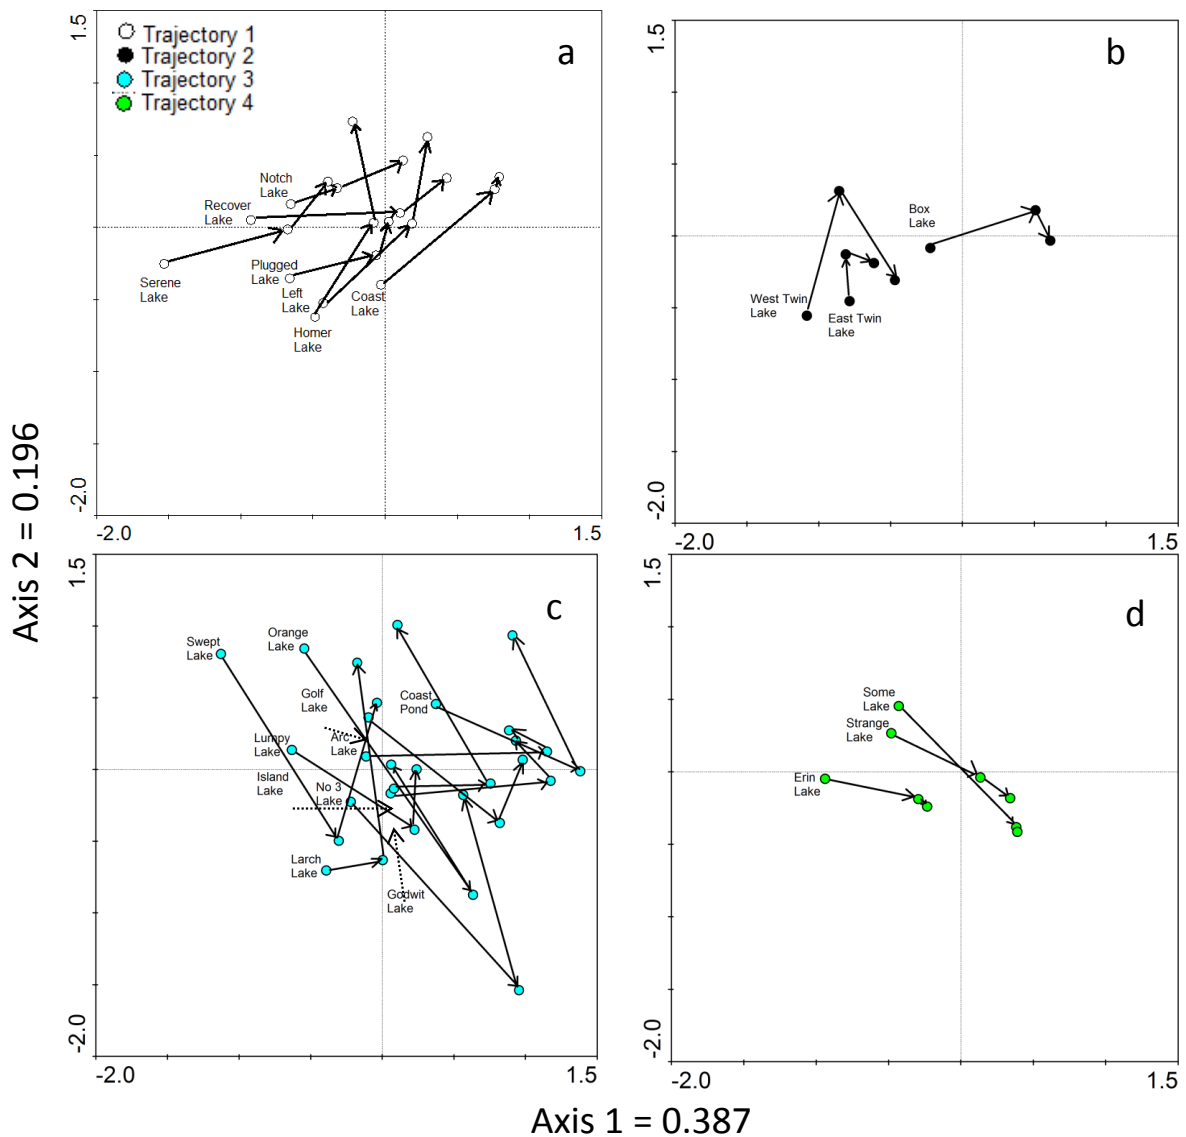 1.5
Trajectory 1
Trajectory 2
Trajectory 3
Trajectory 4
a
Notch
Lake
Recover
Lake
Serene
Lake
Plugged
Lake
Left
Lake
Coast
Lake
Homer
Lake
-2.0
-2.0
1.5
1.5
b
Box
Lake
West Twin
Lake
East Twin
Lake
-2.0
-2.0
1.5
Axis 2 = 0.196
1.5
c
Swept
Lake
Orange
Lake
Golf
Lake
Coast
Pond
Lumpy
Lake
Arc
Lake
Island
Lake
No 3
Lake
Larch
Lake
Godwit
Lake
-2.0
-2.0
1.5
1.5
d
Some
Lake
Strange
Lake
Erin
Lake
-2.0
-2.0
1.5
Axis 1 = 0.387